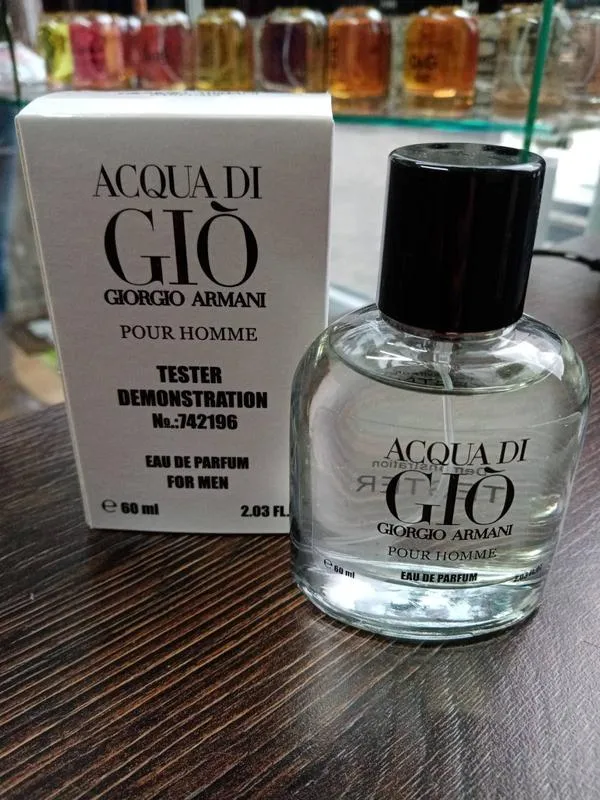 ACQUA DI
GIÒ
GIORGIO ARMANI
POUR HOMME
TESTER
DEMONSTRATION
№.:742196
EAU DE PARFUM
FOR MEN
℮ 60 ml
2.03 FL.
ACQUA DI
GIÒ
GIORGIO ARMANI
POUR HOMME
℮ 60 ml
EAU DE PARFUM